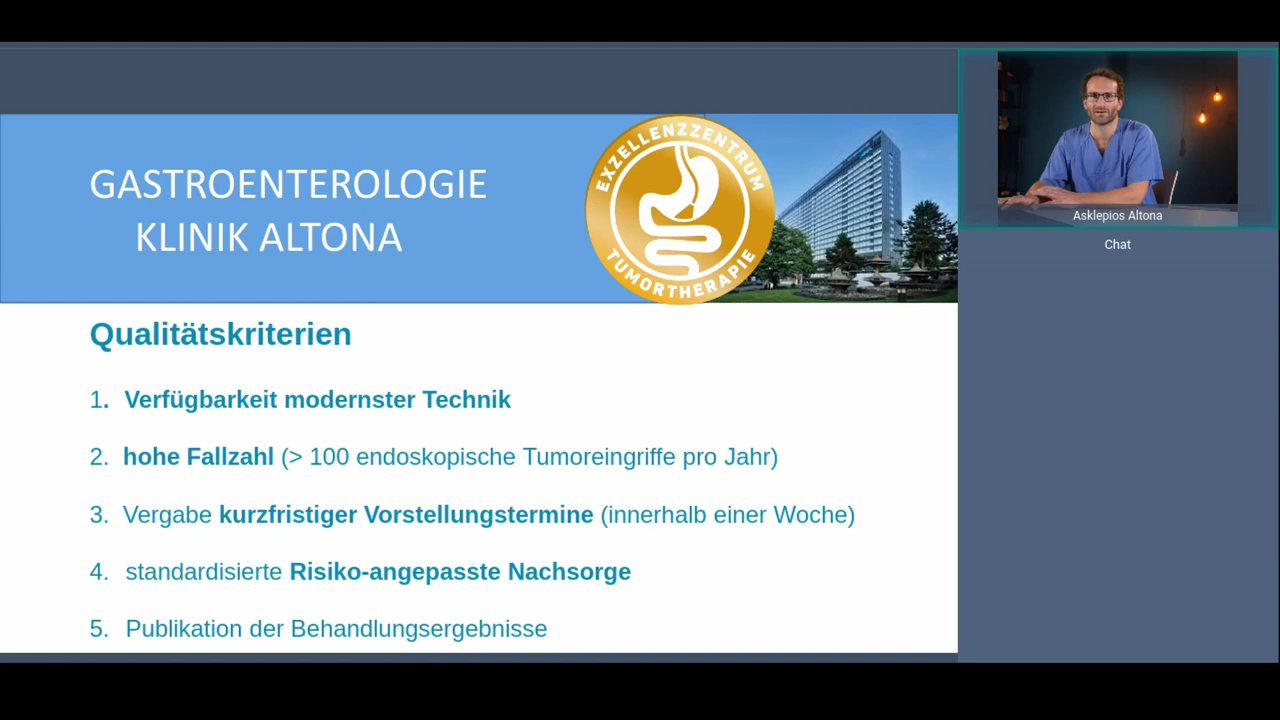 GASTROENTEROLOGIE
KLINIK ALTONA
EXZELLENZZENTRUM
TUMORTHERAPIE
Asklepios Altona
Chat
Qualitätskriterien
1. Verfügbarkeit modernster Technik
2. hohe Fallzahl (> 100 endoskopische Tumoreingriffe pro Jahr)
3. Vergabe kurzfristiger Vorstellungstermine (innerhalb einer Woche)
4. standardisierte Risiko-angepasste Nachsorge
5. Publikation der Behandlungsergebnisse